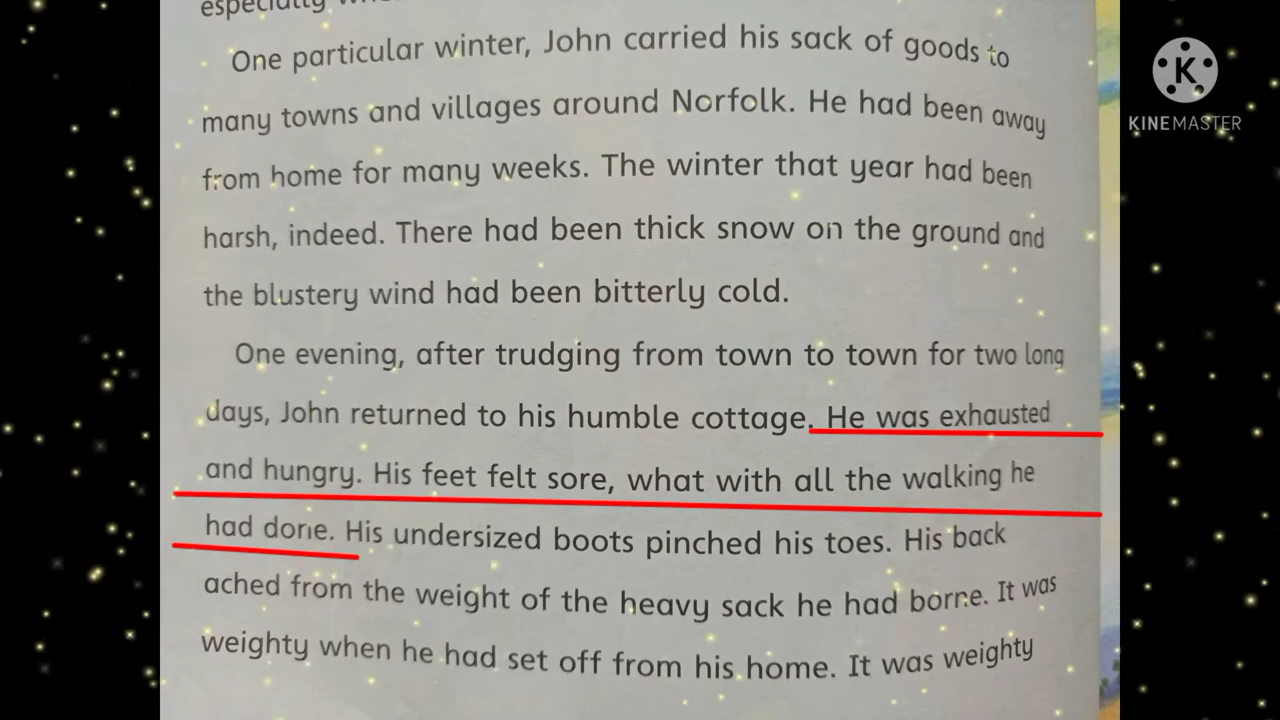 especially
One particular winter, John carried his sack of goods to
many towns and villages around Norfolk. He had been away
from home for many weeks. The winter that year had been
harsh, indeed. There had been thick snow on the ground and
the blustery wind had been bitterly cold.
One evening, after trudging from town to town for two long
days, John returned to his humble cottage. He was exhausted
and hungry. His feet felt sore, what with all the walking he
had done. His undersized boots pinched his toes. His back
ached from the weight of the heavy sack he had borne. It was
weighty when he had set off from his home. It was weighty
K
KINEMASTER